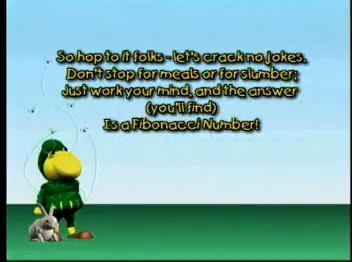 So hop to it folks - let's crack no jokes.
Don't stop for meals or for slumber;
Just work your mind, and the answer
(you'll find)
Is a Fibonacci Number!